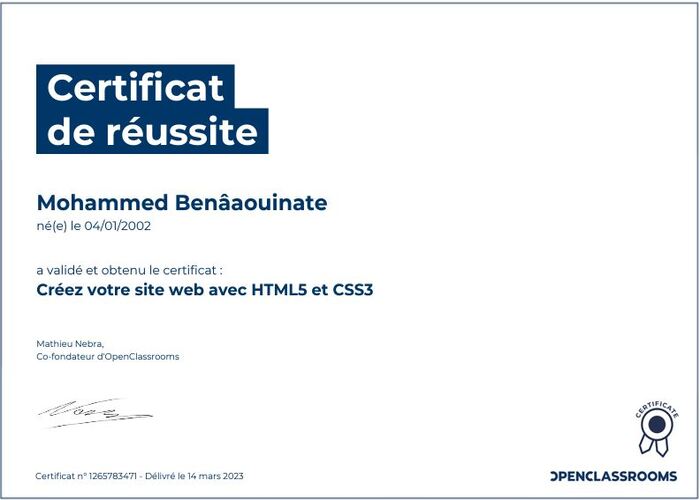 Certificat
de réussite
Mohammed Benâaouinate
né(e) le 04/01/2002
a validé et obtenu le certificat :
Créez votre site web avec HTML5 et CSS3
Mathieu Nebra,
Co-fondateur d'OpenClassrooms
CERTIFICATE
Certificat n° 1265783471 - Délivré le 14 mars 2023
OPENCLASSROOMS